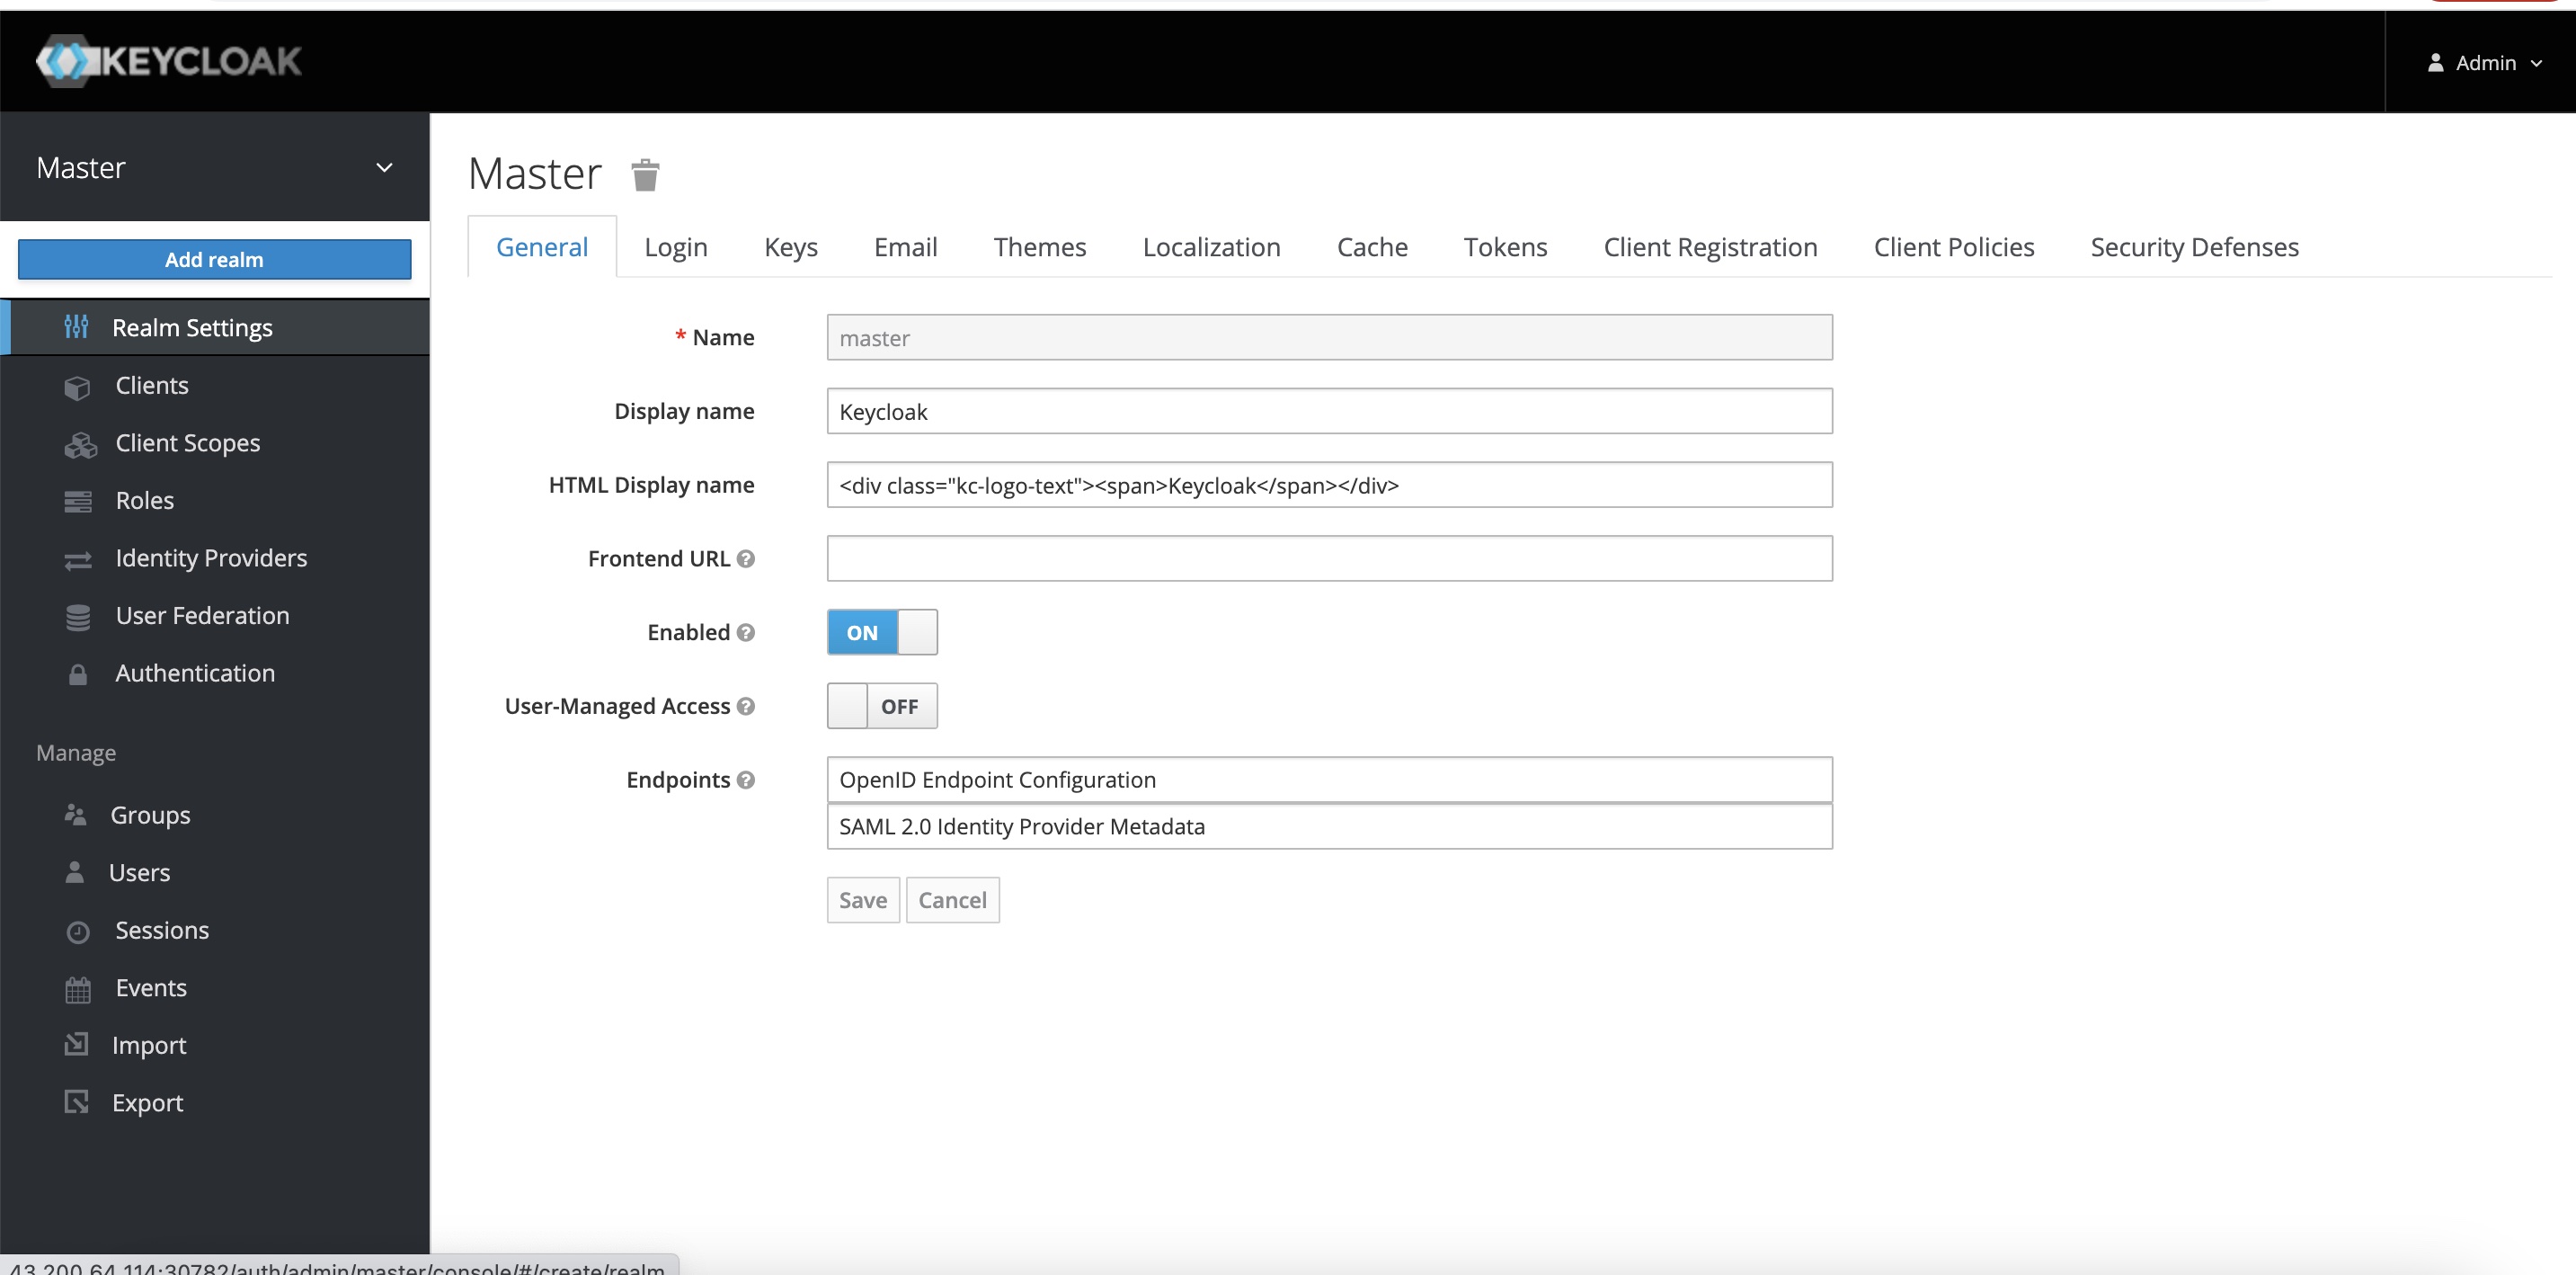 KEYCLOAK
Admin
Master
Add realm
Realm Settings
Clients
Client Scopes
Roles
Identity Providers
User Federation
Authentication
Manage
Groups
Users
Sessions
Events
Import
Export
Master
General Login Keys Email Themes Localization Cache Tokens Client Registration Client Policies Security Defenses
* Name master
Display name Keycloak
HTML Display name <div class="kc-logo-text"><span>Keycloak</span></div>
Frontend URL
Enabled ON
User-Managed Access OFF
Endpoints OpenID Endpoint Configuration
SAML 2.0 Identity Provider Metadata
Save Cancel
43.200.64.114:30782/auth/admin/master/console/#/create/realm